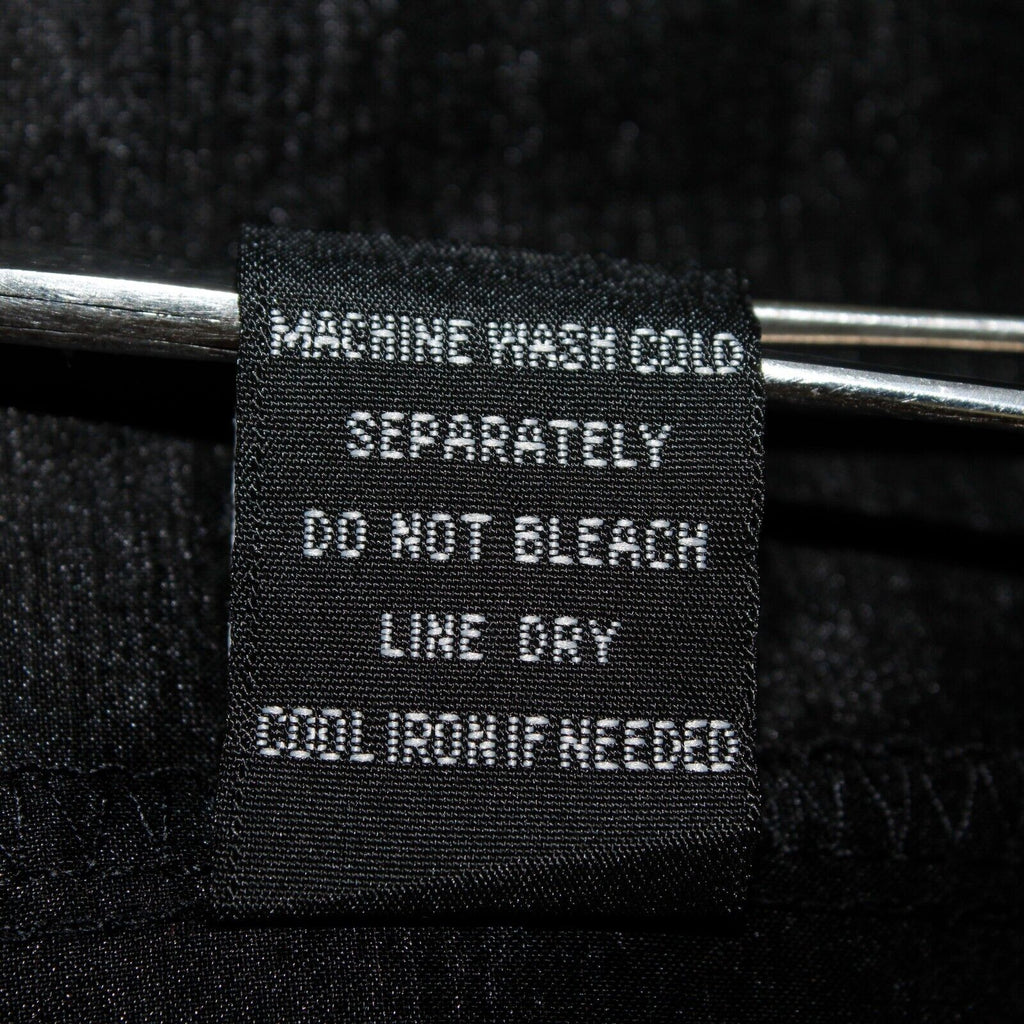 MACHINE WASH COLD
SEPARATELY
DO NOT BLEACH
LINE DRY
COOL IRON IF NEEDED